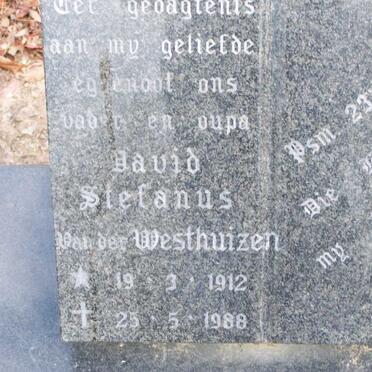 Ter gedagtenis
aan my geliefde
eggenoot ons
vader en oupa
David
Stefanus
Van der Westhuizen
19 · 3 · 1912
25 · 5 · 1988
Psm 23
Die
my